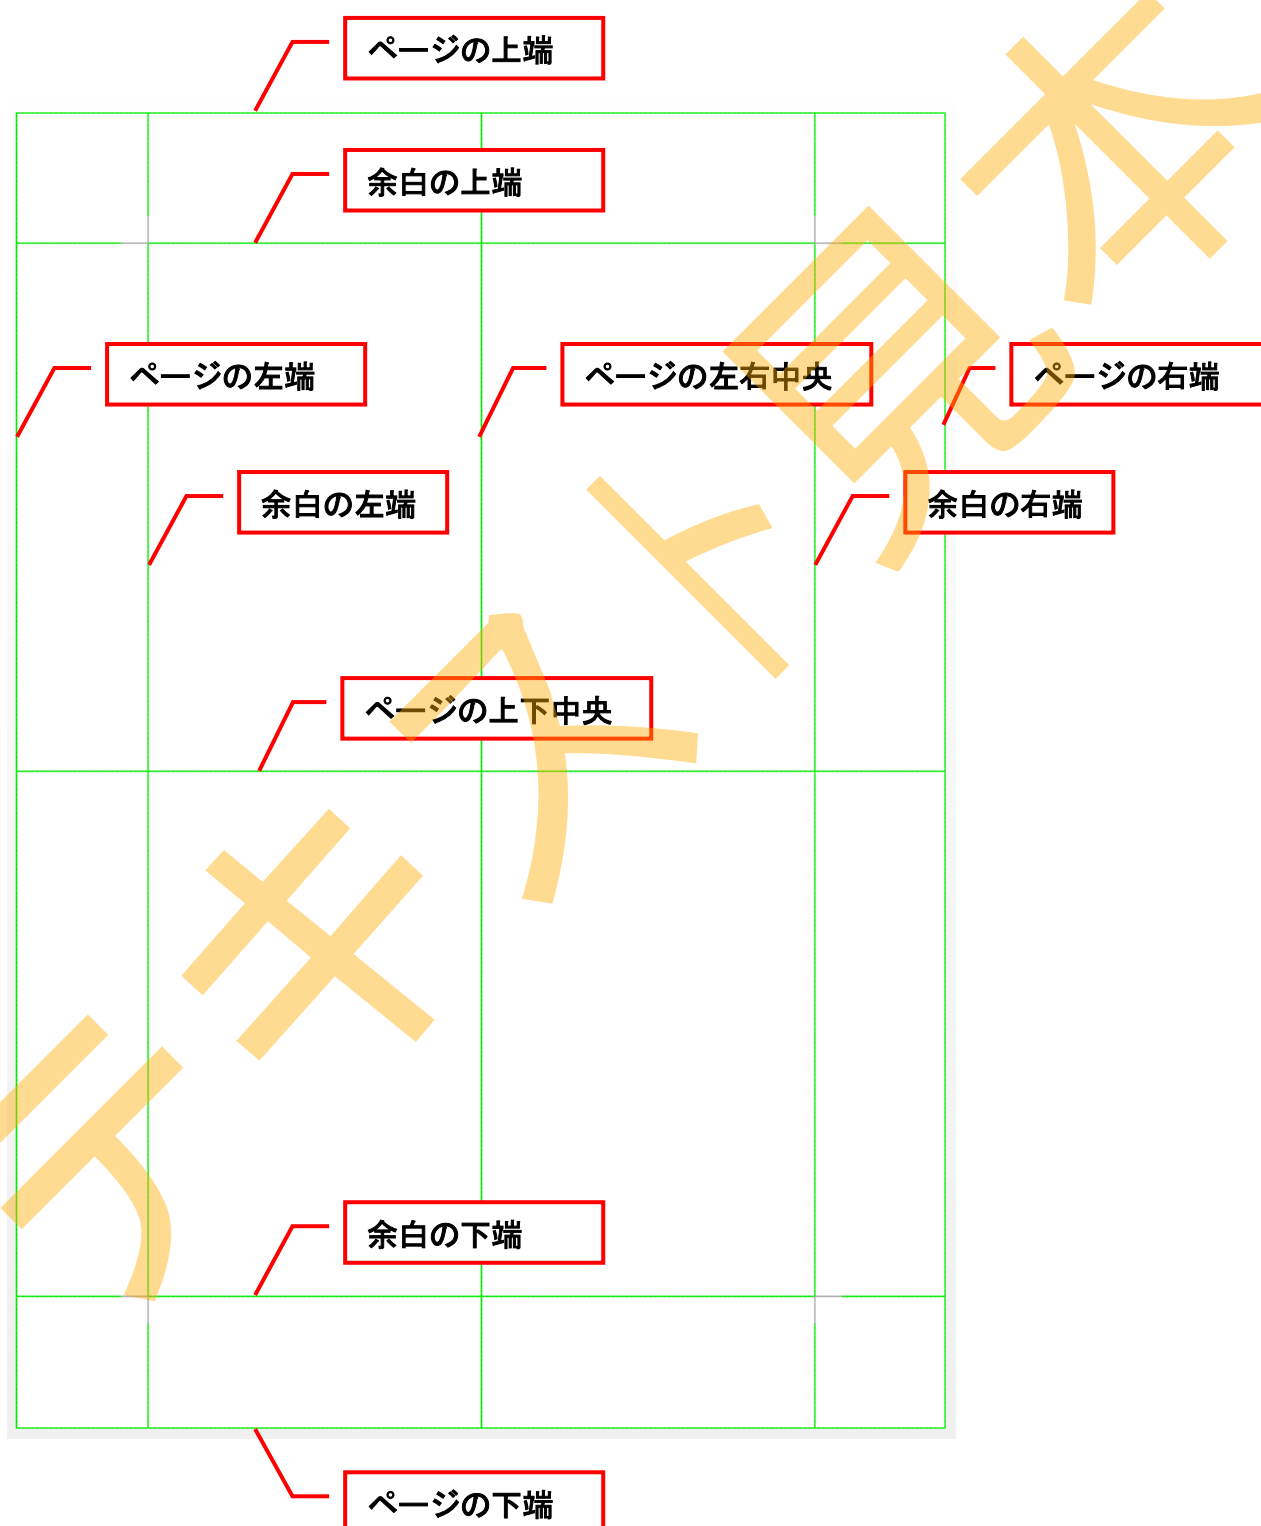 ページの上端
余白の上端
ページの左端
ページの左右中央
ページの右端
余白の左端
余白の右端
ページの上下中央
余白の下端
ページの下端
テキスト見本